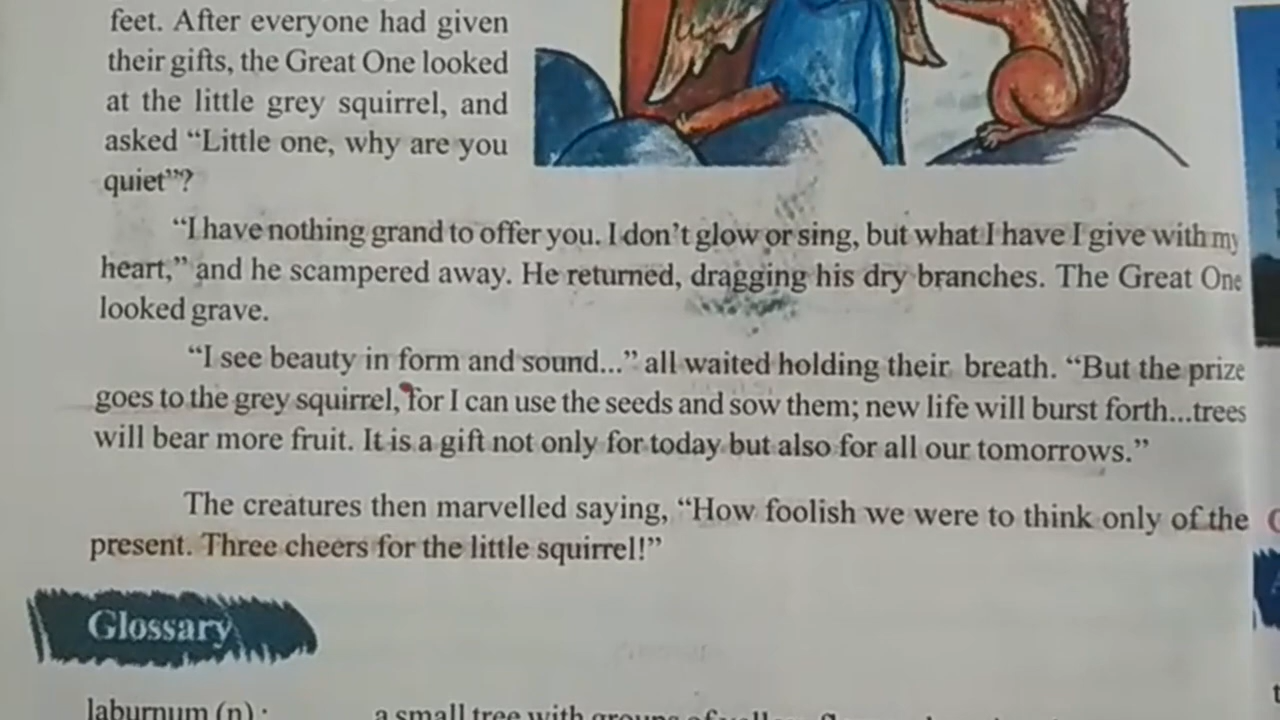 feet. After everyone had given
their gifts, the Great One looked
at the little grey squirrel, and
asked “Little one, why are you
quiet”?
“I have nothing grand to offer you. I don’t glow or sing, but what I have I give with my
heart,” and he scampered away. He returned, dragging his dry branches. The Great One
looked grave.
“I see beauty in form and sound...” all waited holding their breath. “But the prize
goes to the grey squirrel, for I can use the seeds and sow them; new life will burst forth...trees
will bear more fruit. It is a gift not only for today but also for all our tomorrows.”
The creatures then marvelled saying, “How foolish we were to think only of the
present. Three cheers for the little squirrel!”
Glossary
laburnum (n) : a small tree with groups of